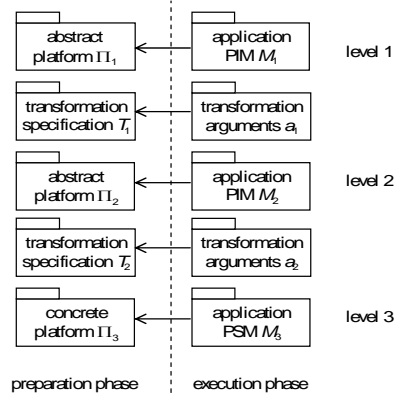 abstract
platform Π₁
application
PIM M₁
level 1
transformation
specification T₁
transformation
arguments a₁
abstract
platform Π₂
application
PIM M₂
level 2
transformation
specification T₂
transformation
arguments a₂
concrete
platform Π₃
application
PSM M₃
level 3
preparation phase
execution phase